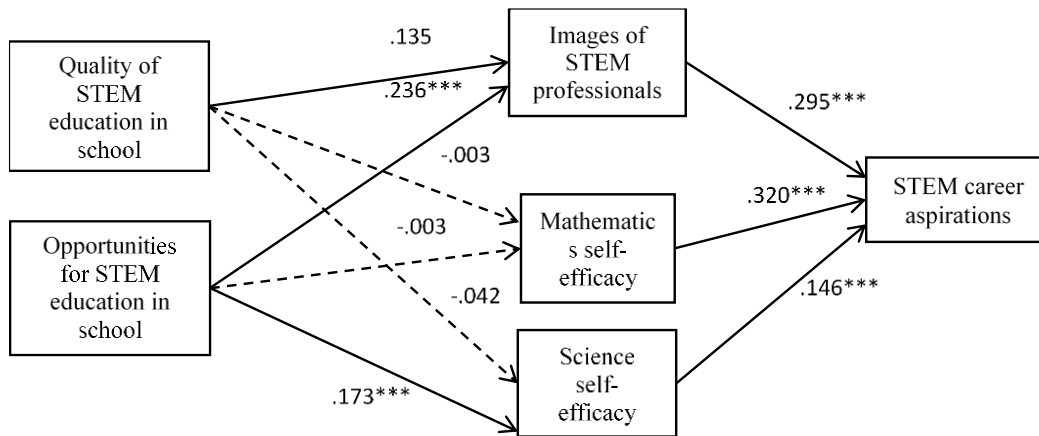 Quality of
STEM
education in
school
Opportunities
for STEM
education in
school
.135
.236***
-.003
-.003
-.042
.173***
Images of
STEM
professionals
Mathematic
s self-
efficacy
Science
self-
efficacy
.295***
.320***
.146***
STEM career
aspirations